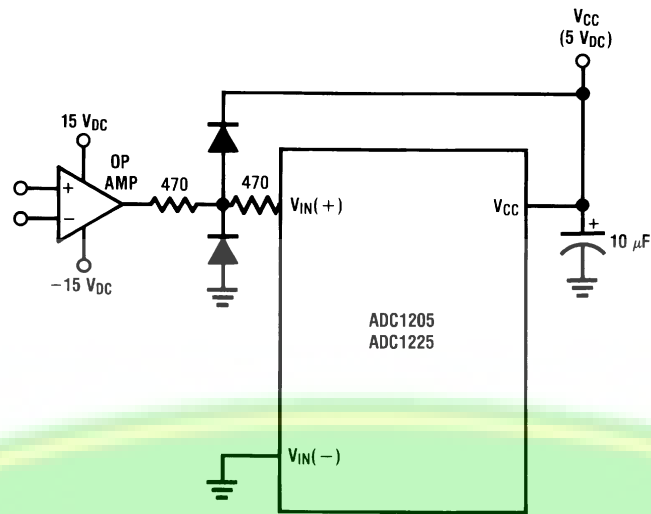 VCC
(5 VDC)
15 VDC
OP
AMP
470
470
+
−
−15 VDC
VIN(+)
VCC
+
10 µF
ADC1205
ADC1225
VIN(−)